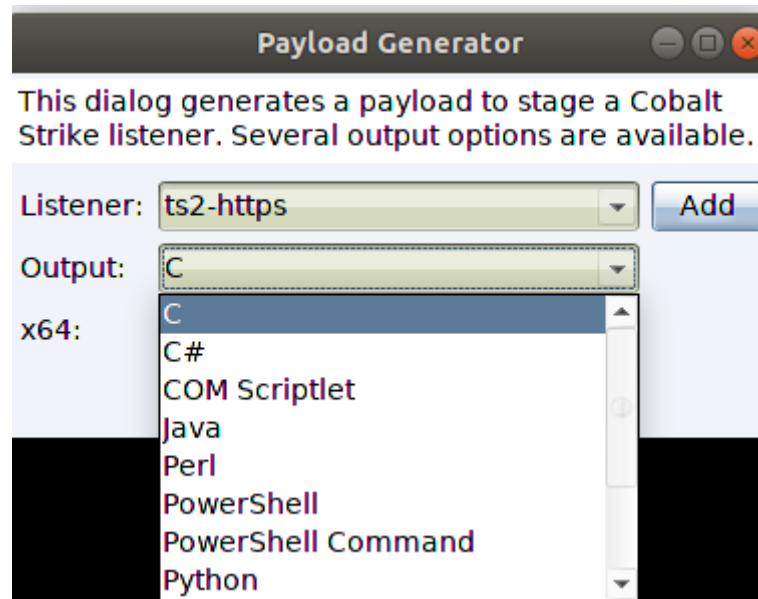 Payload Generator
This dialog generates a payload to stage a Cobalt
Strike listener. Several output options are available.
Listener: ts2-https Add
Output: C
x64:
C
C#
COM Scriptlet
Java
Perl
PowerShell
PowerShell Command
Python